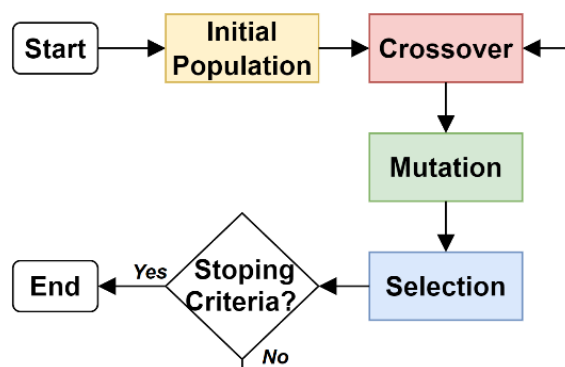 Start
Initial
Population
Crossover
Mutation
Selection
Stoping
Criteria?
Yes
End
No